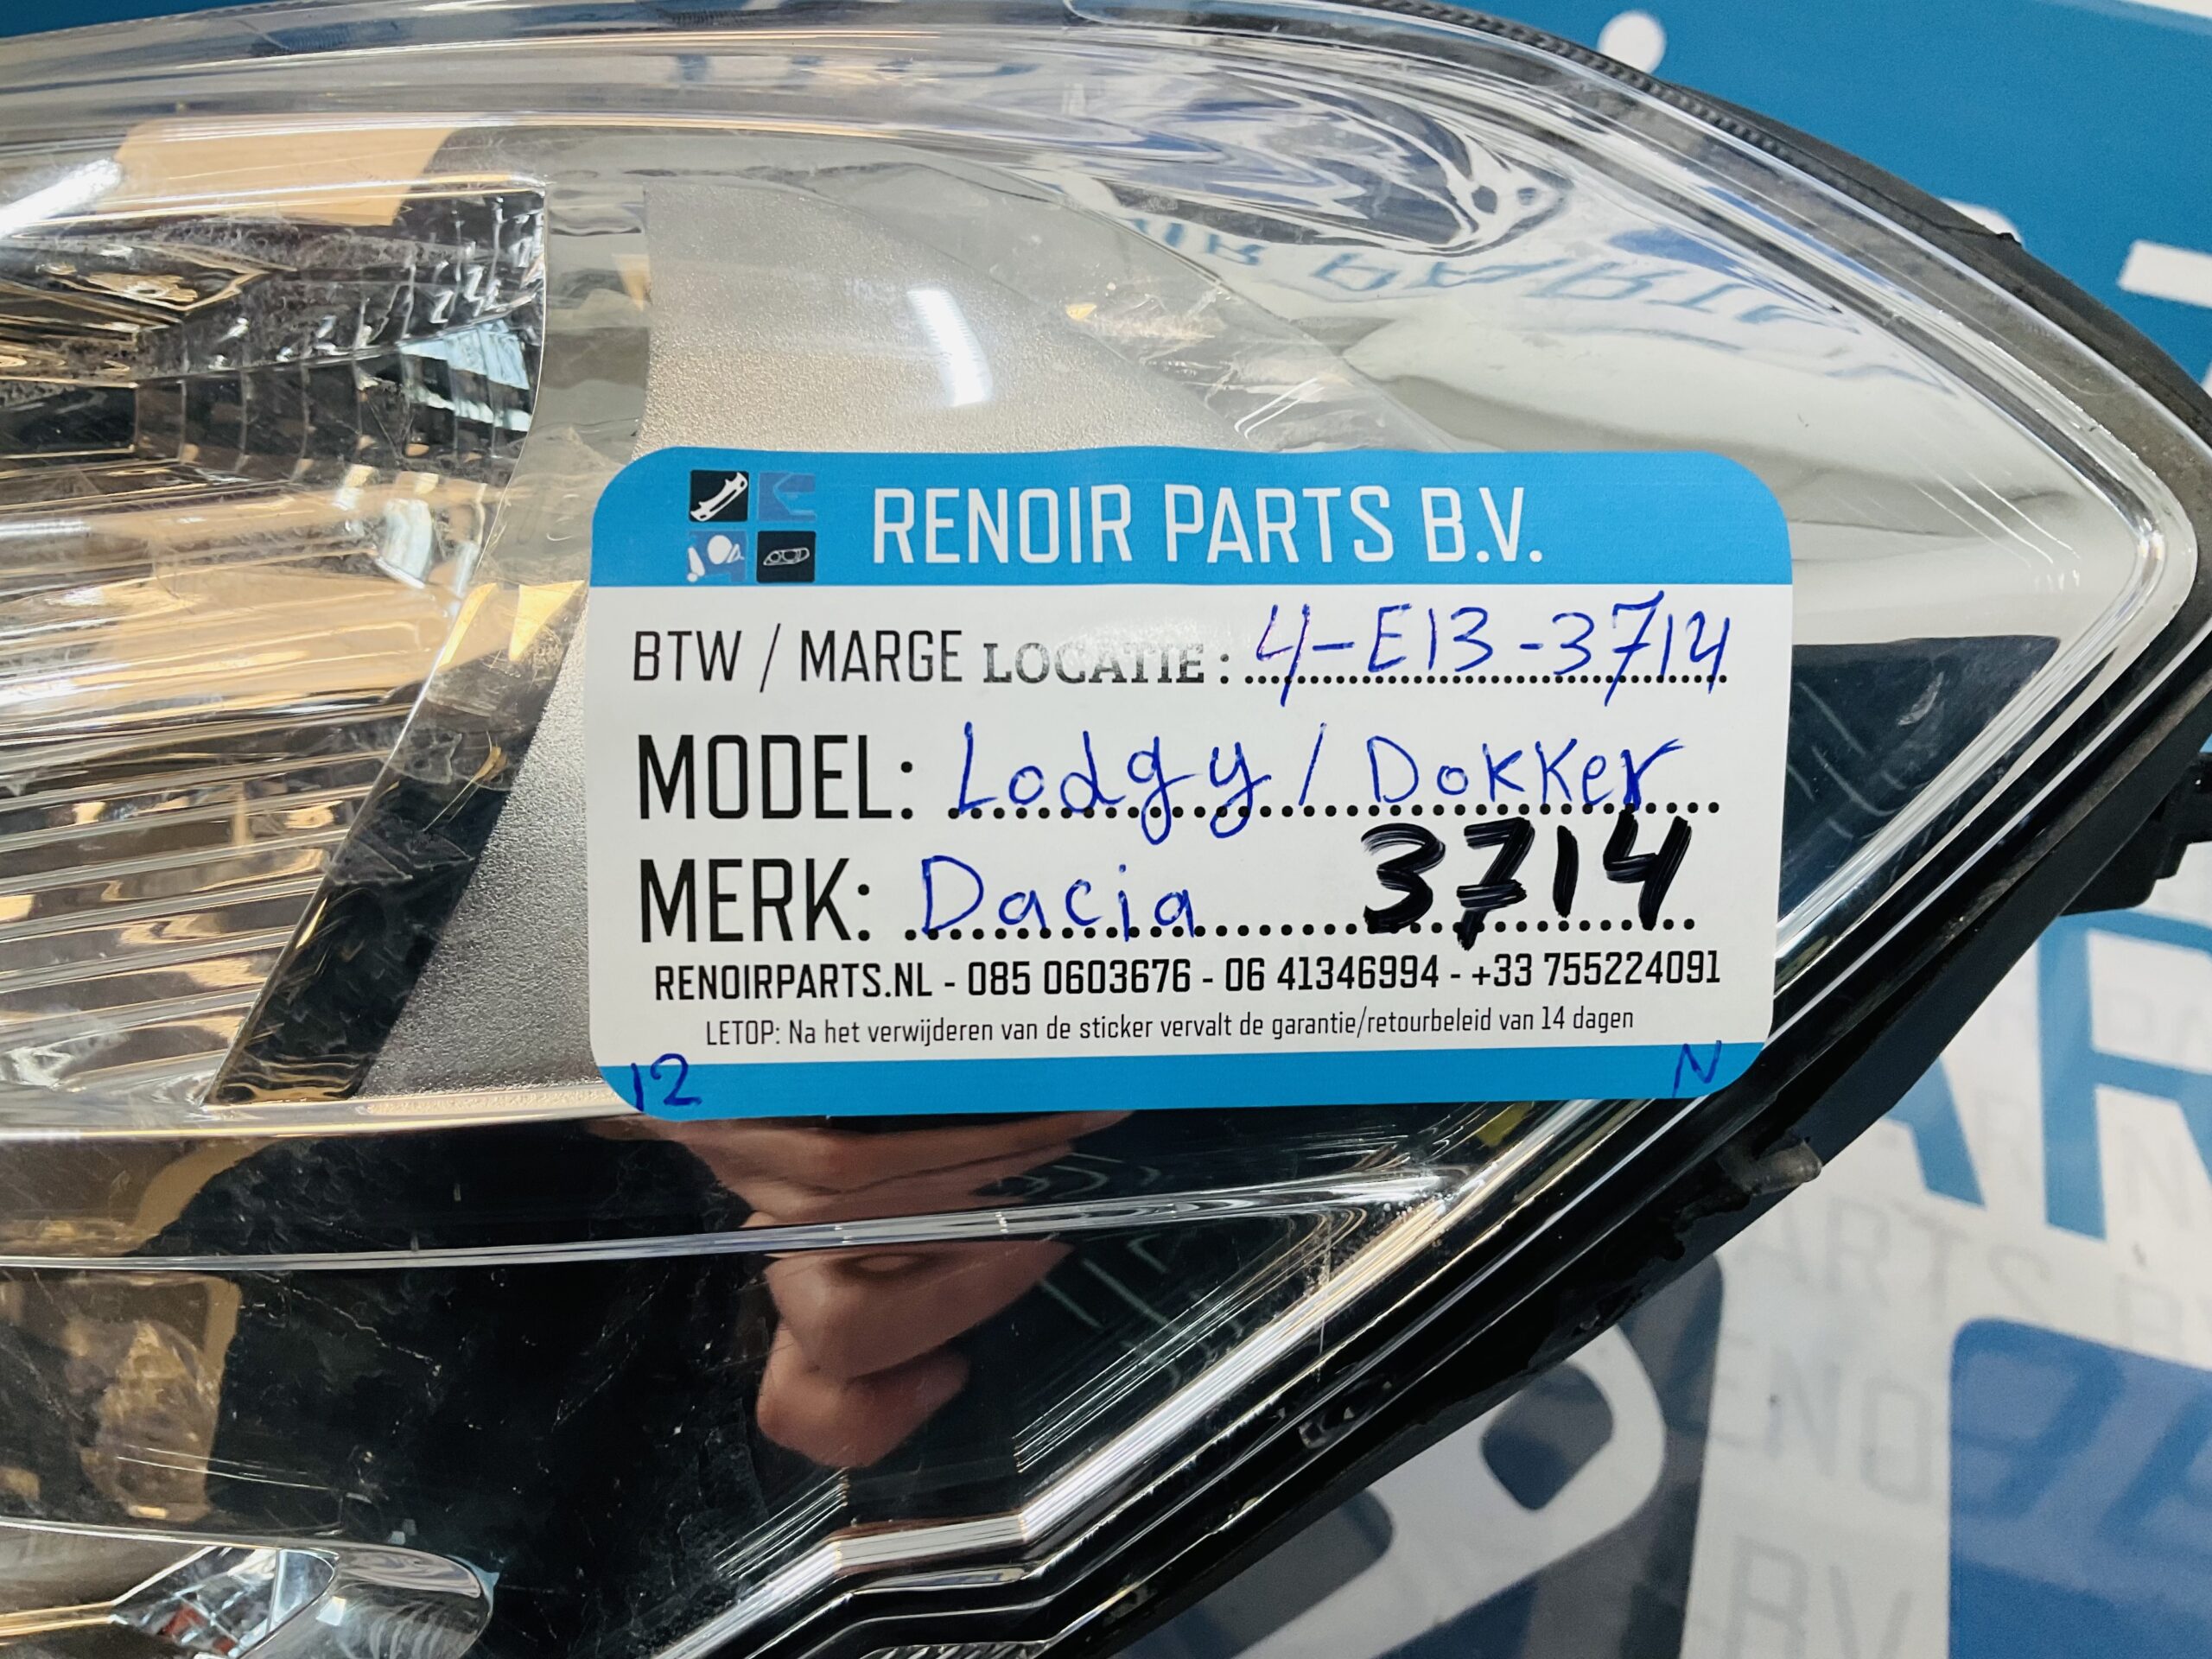 RENOIR PARTS B.V.
BTW / MARGE LOCATIE : 4-E13-3714
MODEL: Lodgy / Dokker
MERK: Dacia 3714
RENOIRPARTS.NL - 085 0603676 - 06 41346994 - +33 755224091
LETOP: Na het verwijderen van de sticker vervalt de garantie/retourbeleid van 14 dagen
12 N